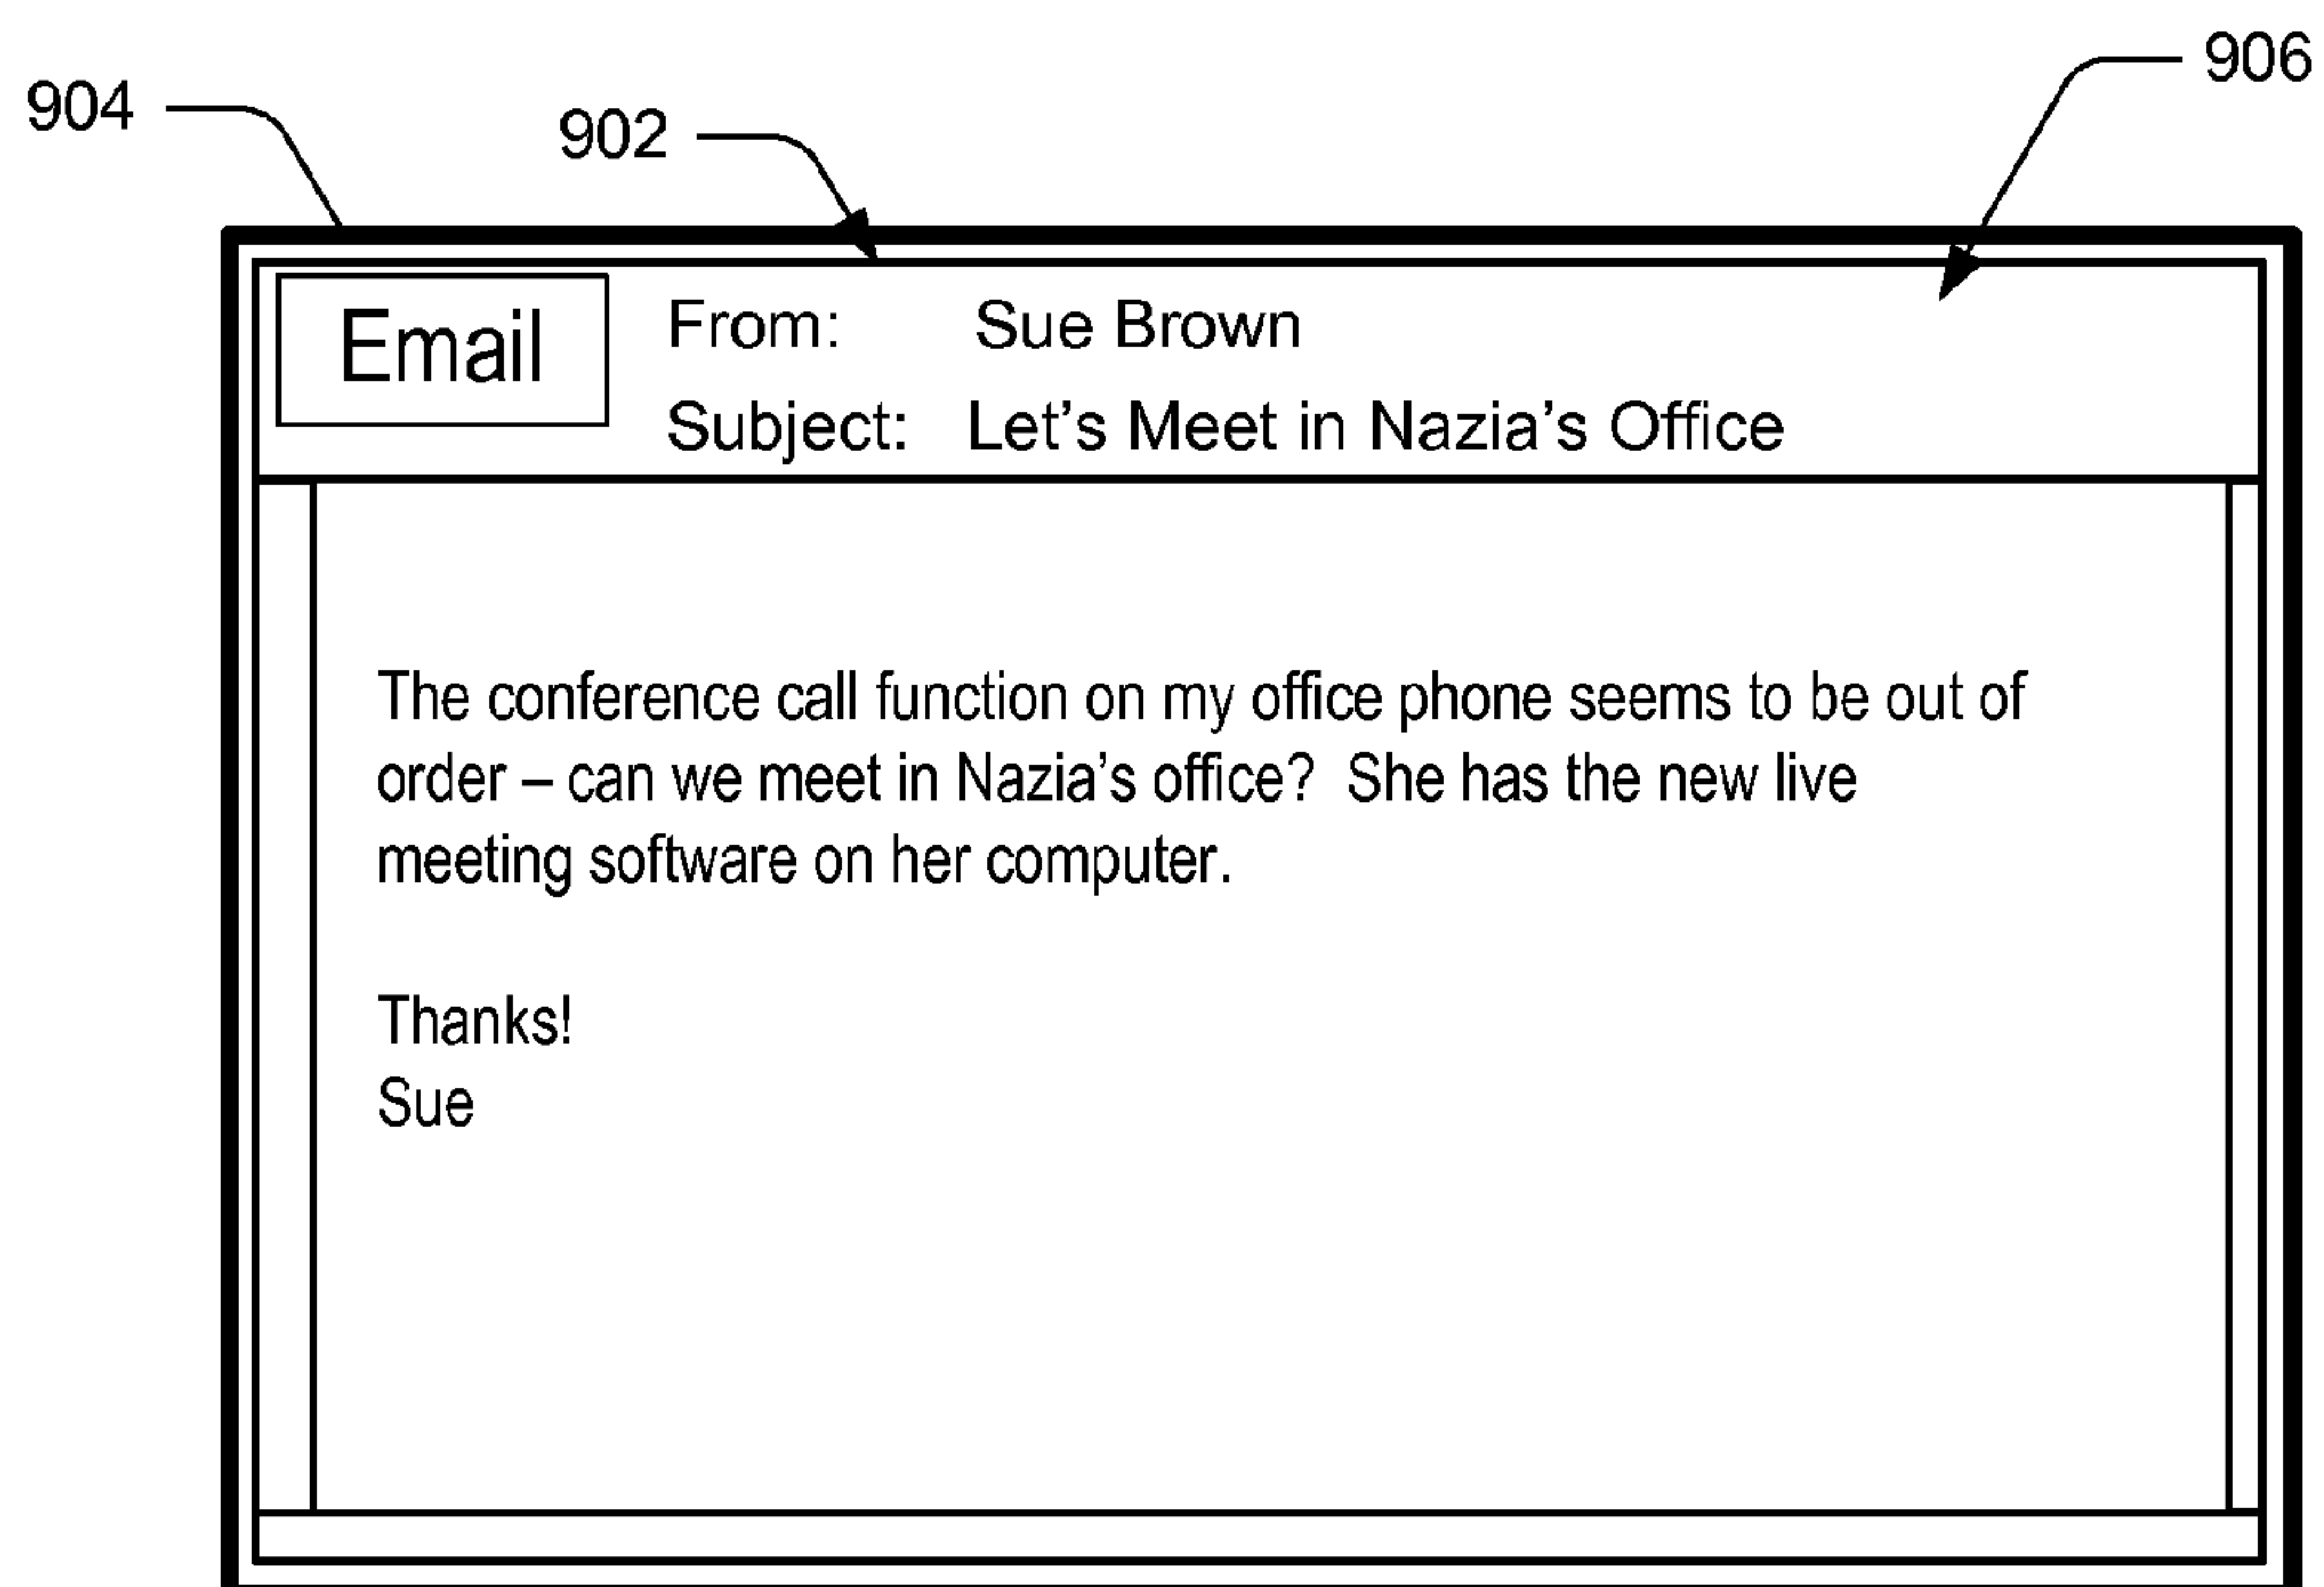 906
904
902
Email
From: Sue Brown
Subject: Let’s Meet in Nazia’s Office
The conference call function on my office phone seems to be out of
order – can we meet in Nazia’s office?  She has the new live
meeting software on her computer.
Thanks!
Sue